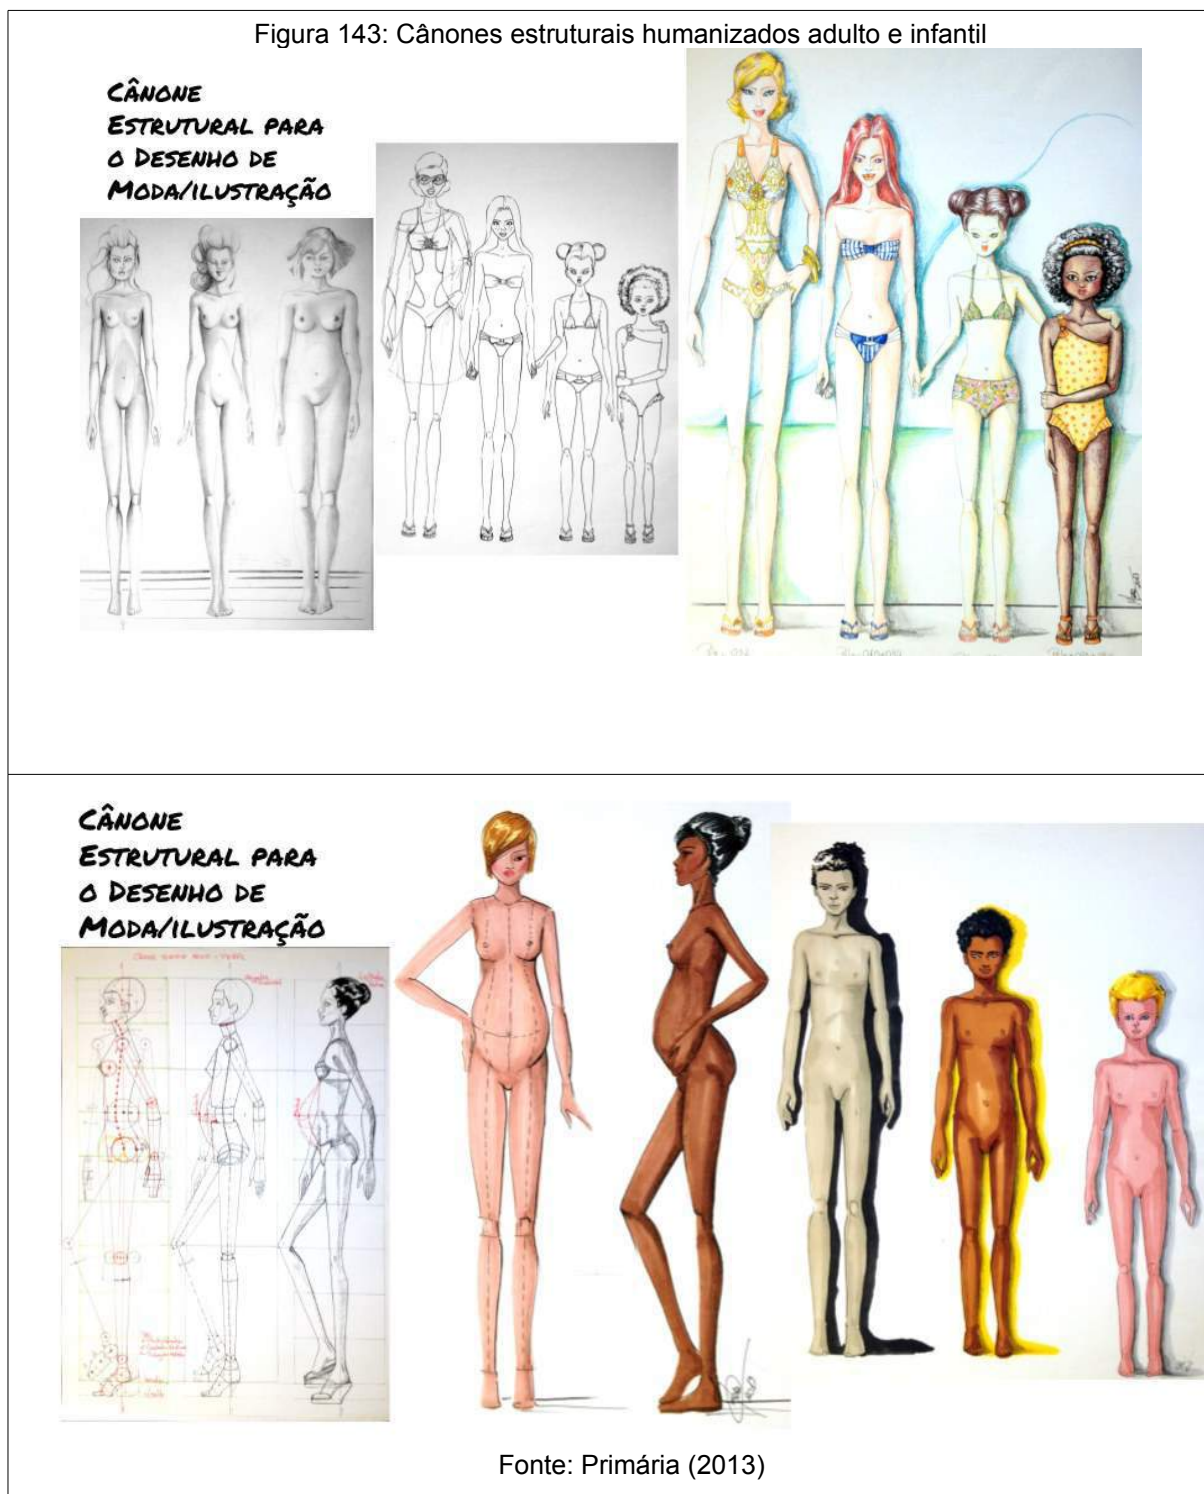 Figura 143: Cânones estruturais humanizados adulto e infantil
CÂNONE
ESTRUTURAL PARA
O DESENHO DE
MODA/ILUSTRAÇÃO
CÂNONE
ESTRUTURAL PARA
O DESENHO DE
MODA/ILUSTRAÇÃO
Fonte: Primária (2013)